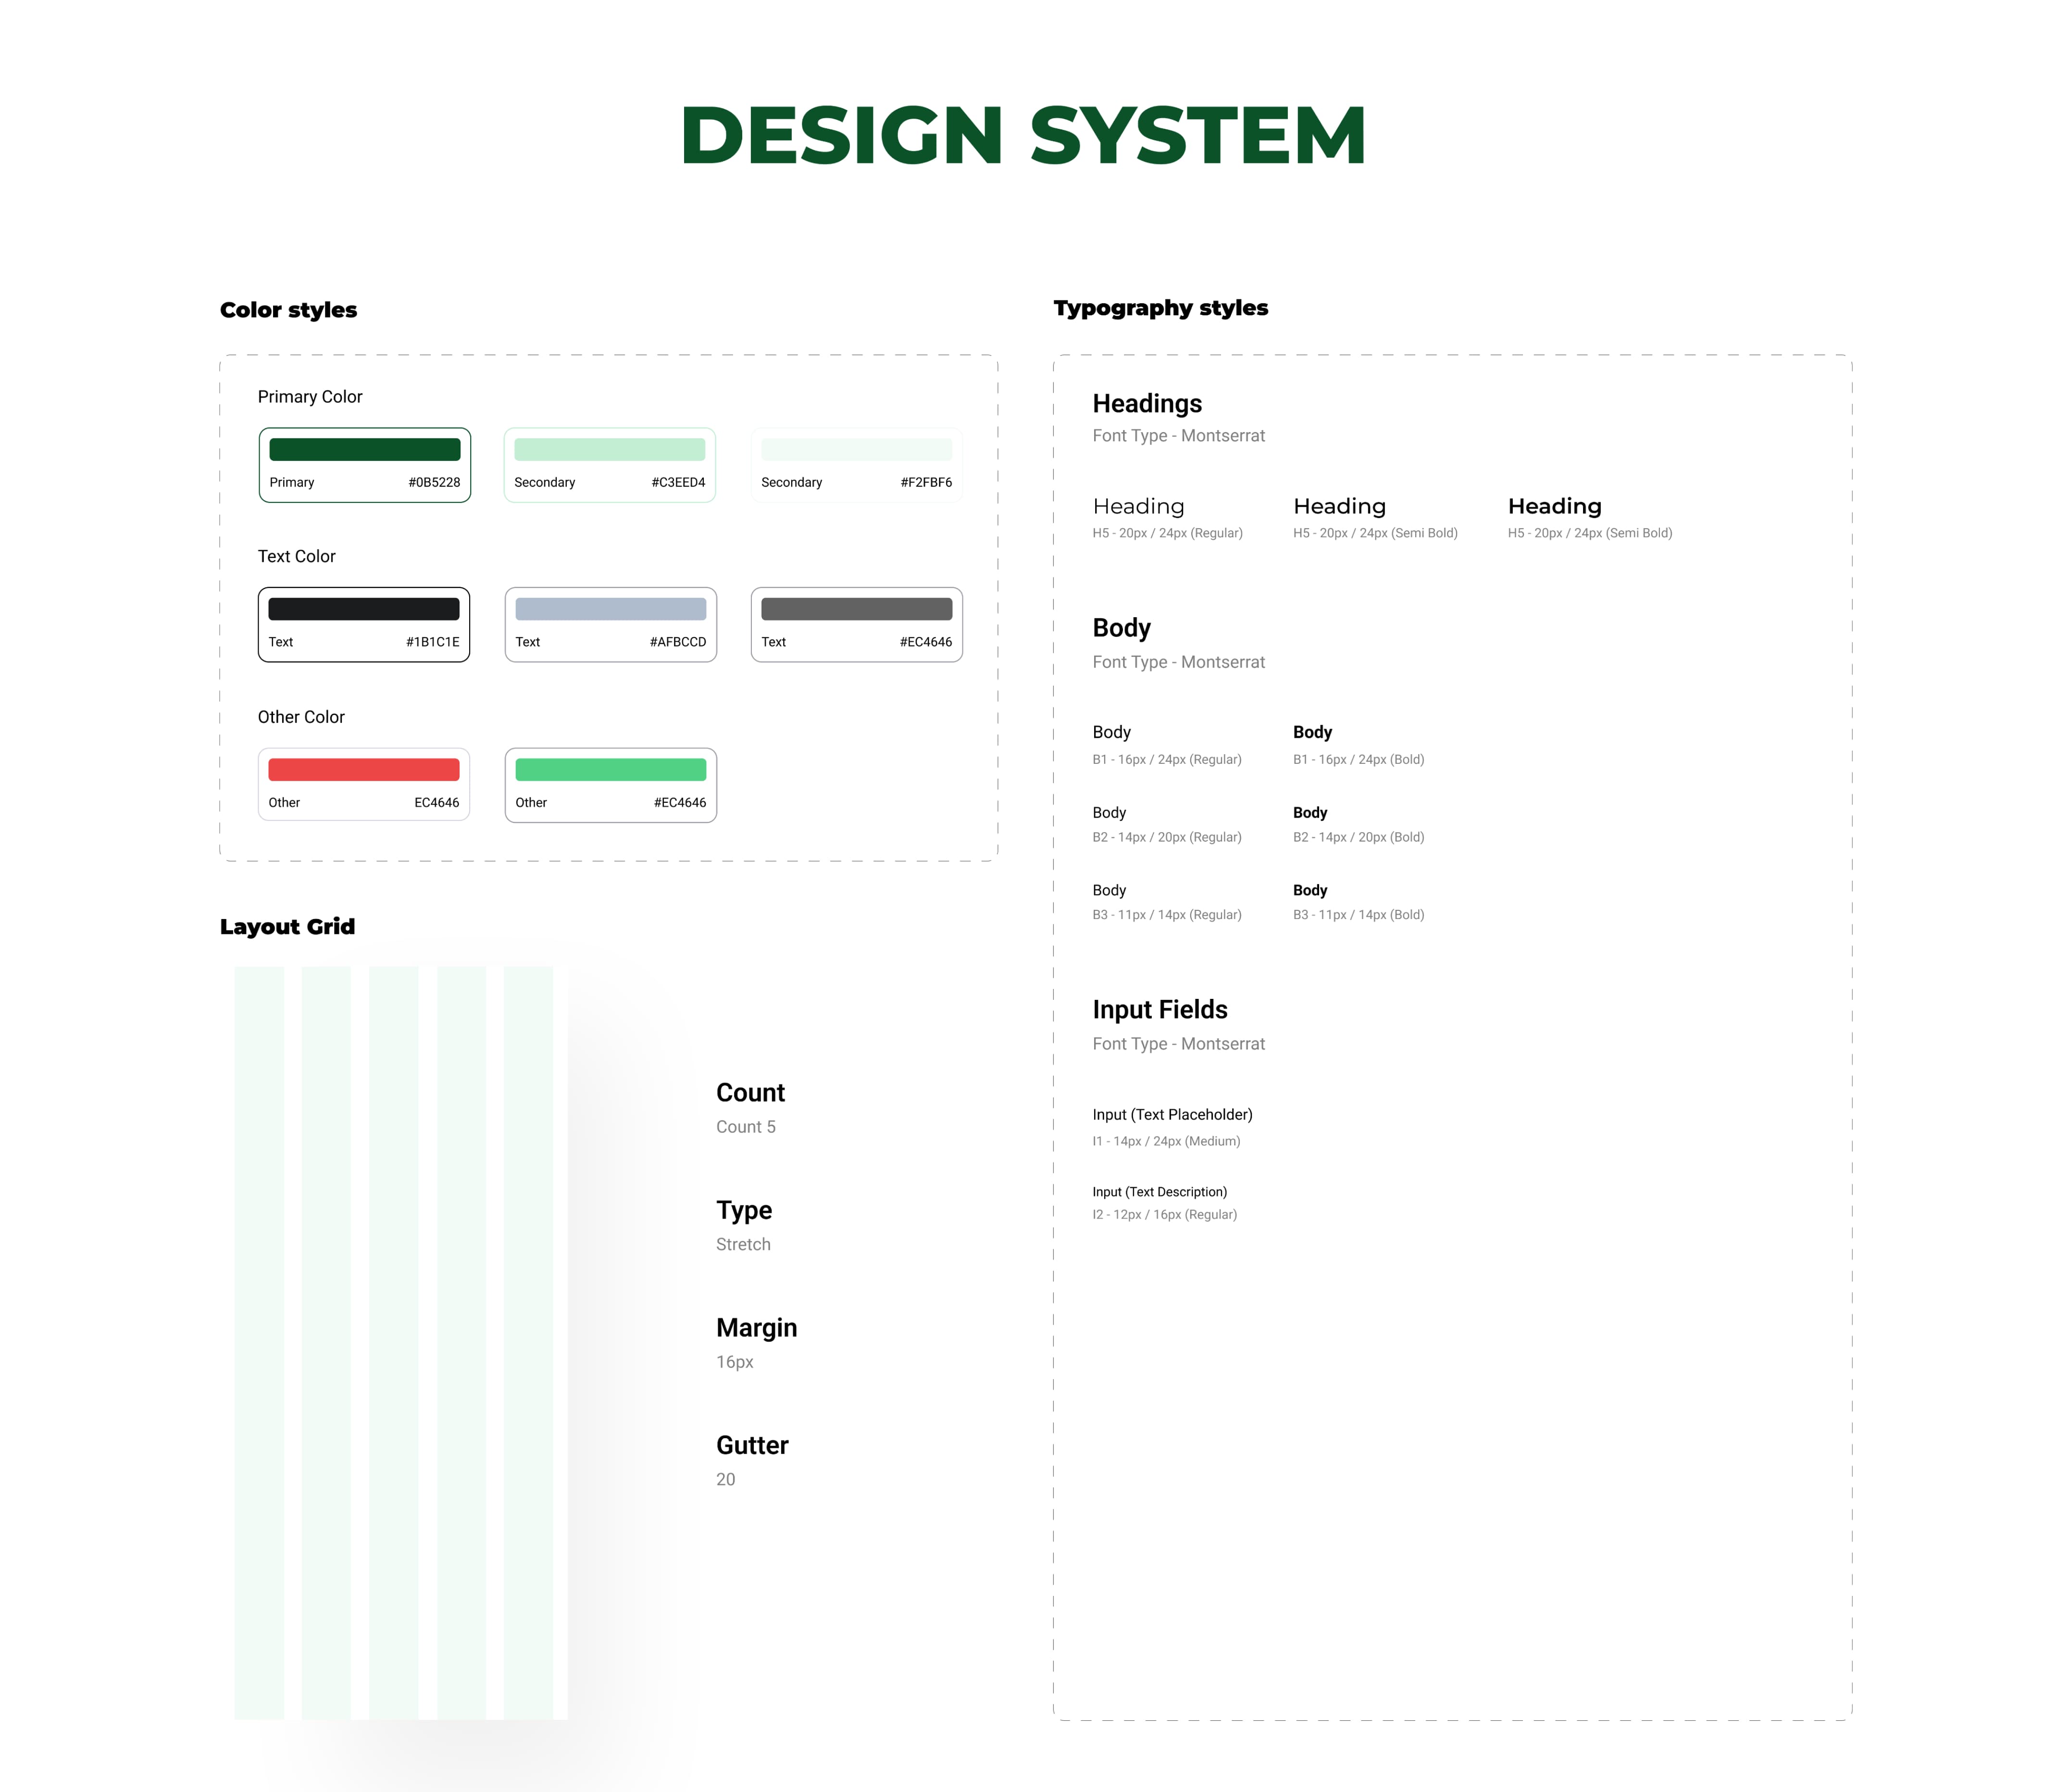 DESIGN SYSTEM
Color styles
Primary Color
Primary #0B5228
Secondary #C3EED4
Secondary #F2FBF6
Text Color
Text #1B1C1E
Text #AFBCCD
Text #EC4646
Other Color
Other EC4646
Other #EC4646
Layout Grid
Count
Count 5
Type
Stretch
Margin
16px
Gutter
20
Typography styles
Headings
Font Type - Montserrat
Heading
H5 - 20px / 24px (Regular)
Heading
H5 - 20px / 24px (Semi Bold)
Heading
H5 - 20px / 24px (Semi Bold)
Body
Font Type - Montserrat
Body
B1 - 16px / 24px (Regular)
Body
B1 - 16px / 24px (Bold)
Body
B2 - 14px / 20px (Regular)
Body
B2 - 14px / 20px (Bold)
Body
B3 - 11px / 14px (Regular)
Body
B3 - 11px / 14px (Bold)
Input Fields
Font Type - Montserrat
Input (Text Placeholder)
I1 - 14px / 24px (Medium)
Input (Text Description)
I2 - 12px / 16px (Regular)